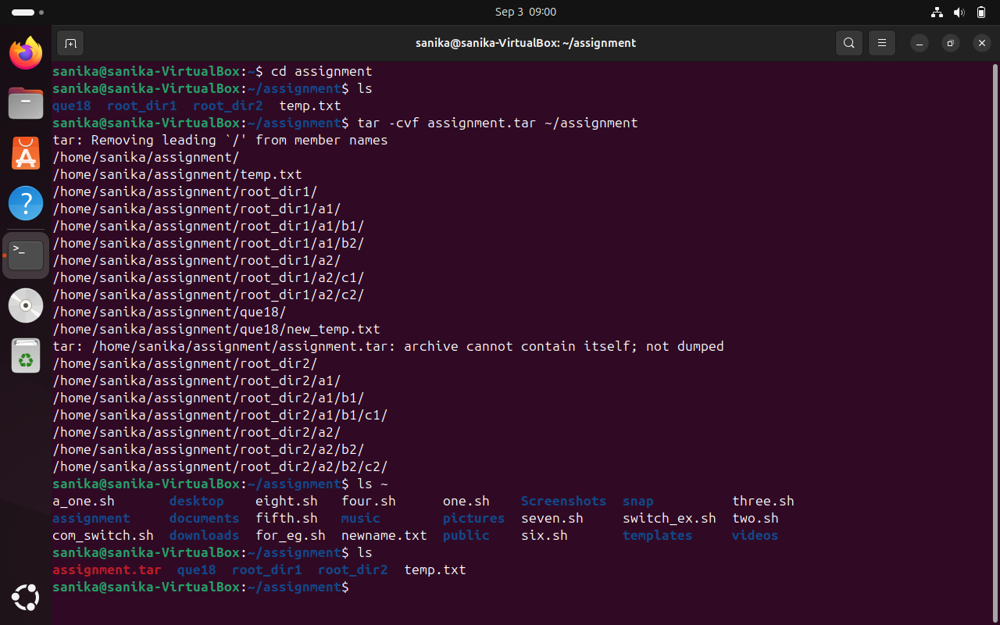 Sep 3 09:00
sanika@sanika-VirtualBox: ~/assignment
sanika@sanika-VirtualBox:~$ cd assignment
sanika@sanika-VirtualBox:~/assignment$ ls
que18  root_dir1  root_dir2  temp.txt
sanika@sanika-VirtualBox:~/assignment$ tar -cvf assignment.tar ~/assignment
tar: Removing leading `/' from member names
/home/sanika/assignment/
/home/sanika/assignment/temp.txt
/home/sanika/assignment/root_dir1/
/home/sanika/assignment/root_dir1/a1/
/home/sanika/assignment/root_dir1/a1/b1/
/home/sanika/assignment/root_dir1/a1/b2/
/home/sanika/assignment/root_dir1/a2/
/home/sanika/assignment/root_dir1/a2/c1/
/home/sanika/assignment/root_dir1/a2/c2/
/home/sanika/assignment/que18/
/home/sanika/assignment/que18/new_temp.txt
tar: /home/sanika/assignment/assignment.tar: archive cannot contain itself; not dumped
/home/sanika/assignment/root_dir2/
/home/sanika/assignment/root_dir2/a1/
/home/sanika/assignment/root_dir2/a1/b1/
/home/sanika/assignment/root_dir2/a1/b1/c1/
/home/sanika/assignment/root_dir2/a2/
/home/sanika/assignment/root_dir2/a2/b2/
/home/sanika/assignment/root_dir2/a2/b2/c2/
sanika@sanika-VirtualBox:~/assignment$ ls ~
a_one.sh       desktop    eight.sh     four.sh      one.sh    Screenshots  snap          three.sh
assignment     documents  fifth.sh   music        pictures  seven.sh     switch_ex.sh  two.sh
com_switch.sh  downloads  for_eg.sh  newname.txt  public    six.sh       templates     videos
sanika@sanika-VirtualBox:~/assignment$ ls
assignment.tar  que18  root_dir1  root_dir2  temp.txt
sanika@sanika-VirtualBox:~/assignment$